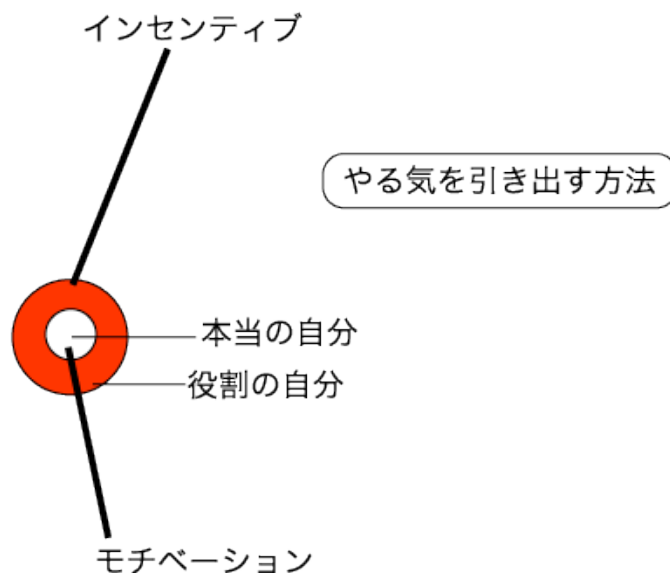 インセンティブ
やる気を引き出す方法
本当の自分
役割の自分
モチベーション